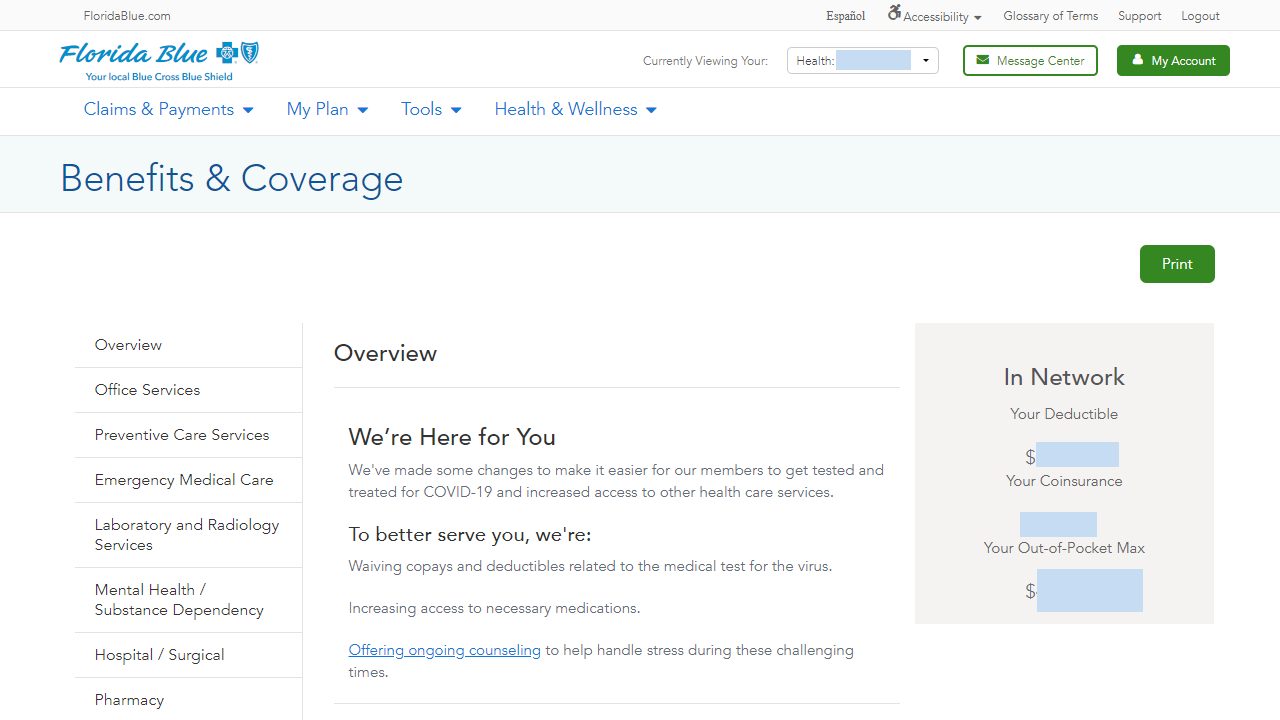 FloridaBlue.com
Español
Accessibility
Glossary of Terms
Support
Logout
Florida Blue
Your local Blue Cross Blue Shield
Currently Viewing Your:
Health:
Message Center
My Account
Claims & Payments
My Plan
Tools
Health & Wellness
Benefits & Coverage
Print
Overview
Office Services
Preventive Care Services
Emergency Medical Care
Laboratory and Radiology
Services
Mental Health /
Substance Dependency
Hospital / Surgical
Pharmacy
Overview
We’re Here for You
We've made some changes to make it easier for our members to get tested and
treated for COVID-19 and increased access to other health care services.
To better serve you, we're:
Waiving copays and deductibles related to the medical test for the virus.
Increasing access to necessary medications.
Offering ongoing counseling to help handle stress during these challenging
times.
In Network
Your Deductible
$
Your Coinsurance
Your Out-of-Pocket Max
$